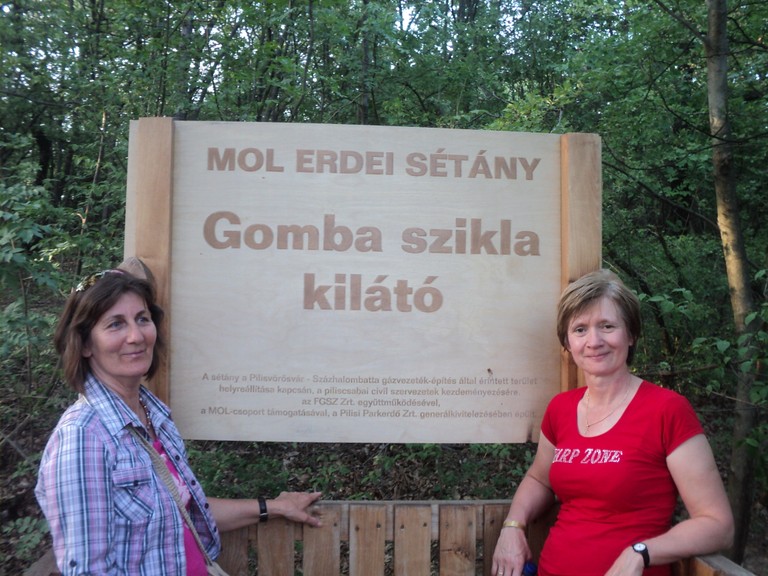 MOL ERDEI SÉTÁNY
Gomba szikla
kilátó
A sétány a Pilisvörösvár - Százhalombatta gázvezeték-építés által érintett terület
helyreállítása kapcsán, a piliscsabai civil szervezetek kezdeményezésére,
az FGSZ Zrt. együttműködésével,
a MOL-csoport támogatásával, a Pilisi Parkerdő Zrt. generálkivitelezésében épült.
ZONE